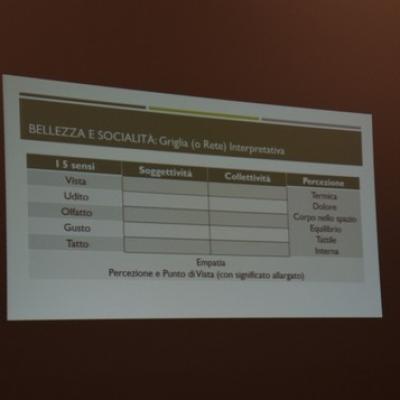 BELLEZZA E SOCIALITÀ: Griglia (o Rete) Interpretativa
I 5 sensi Soggettività Collettività Percezione
Vista Termica
Udito Dolore
Olfatto Corpo nello spazio
Gusto Equilibrio
Tatto Tattile
Interna
Empatia
Percezione e Punto di Vista (con significato allargato)